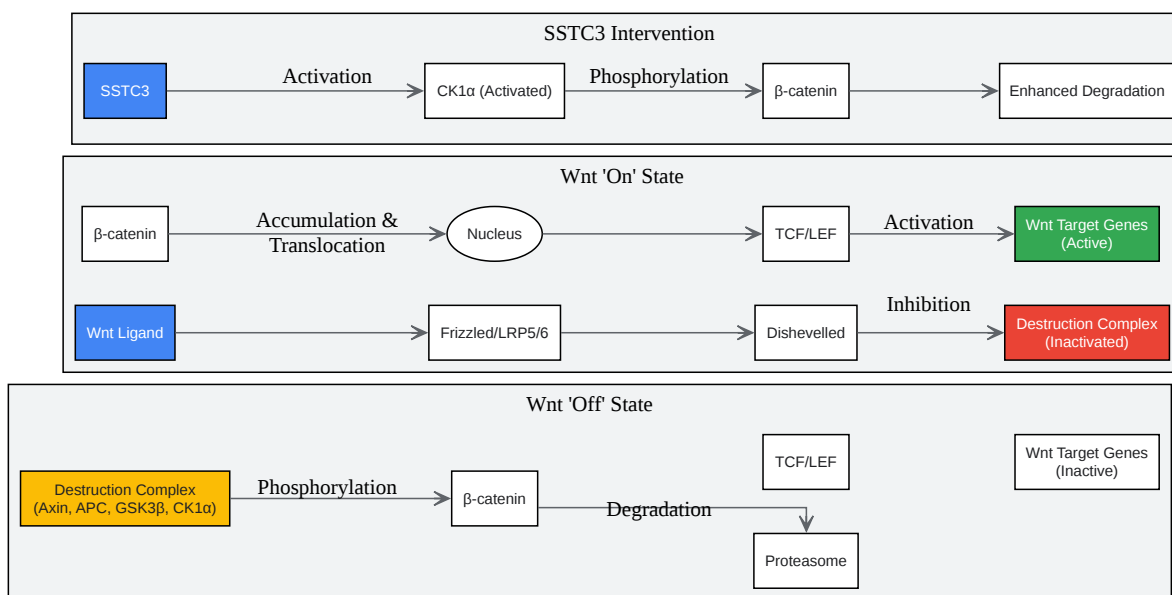 SSTC3 Intervention
SSTC3
Activation
CK1α (Activated)
Phosphorylation
β-catenin
Enhanced Degradation
Wnt 'On' State
β-catenin
Accumulation &
Translocation
Nucleus
TCF/LEF
Activation
Wnt Target Genes
(Active)
Wnt Ligand
Frizzled/LRP5/6
Dishevelled
Inhibition
Destruction Complex
(Inactivated)
Wnt 'Off' State
Destruction Complex
(Axin, APC, GSK3β, CK1α)
Phosphorylation
β-catenin
Degradation
TCF/LEF
Proteasome
Wnt Target Genes
(Inactive)